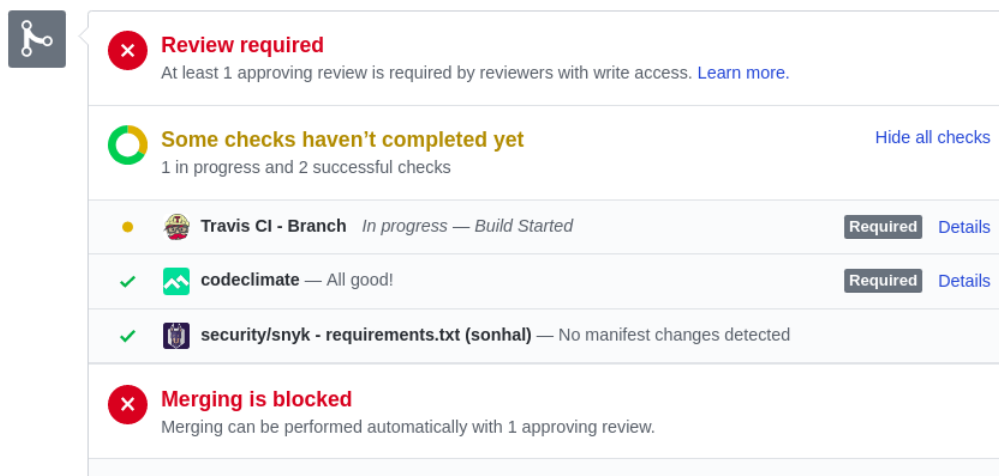 Review required
At least 1 approving review is required by reviewers with write access. Learn more.
Some checks haven’t completed yet
Hide all checks
1 in progress and 2 successful checks
Travis CI - Branch In progress — Build Started Required Details
codeclimate — All good! Required Details
security/snyk - requirements.txt (sonhal) — No manifest changes detected
Merging is blocked
Merging can be performed automatically with 1 approving review.